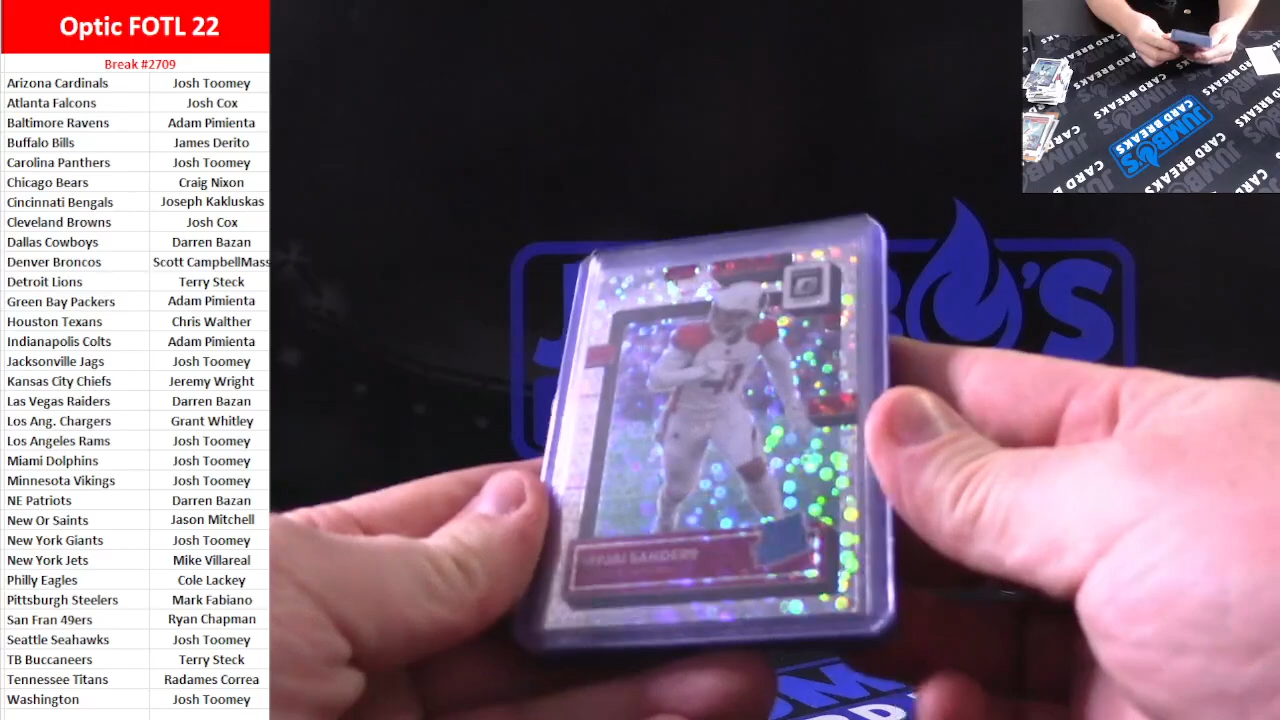 Optic FOTL 22
Break #2709
Arizona Cardinals Josh Toomey
Atlanta Falcons Josh Cox
Baltimore Ravens Adam Pimienta
Buffalo Bills James Derito
Carolina Panthers Josh Toomey
Chicago Bears Craig Nixon
Cincinnati Bengals Joseph Kakluskas
Cleveland Browns Josh Cox
Dallas Cowboys Darren Bazan
Denver Broncos Scott CampbellMass
Detroit Lions Terry Steck
Green Bay Packers Adam Pimienta
Houston Texans Chris Walther
Indianapolis Colts Adam Pimienta
Jacksonville Jags Josh Toomey
Kansas City Chiefs Jeremy Wright
Las Vegas Raiders Darren Bazan
Los Ang. Chargers Grant Whitley
Los Angeles Rams Josh Toomey
Miami Dolphins Josh Toomey
Minnesota Vikings Josh Toomey
NE Patriots Darren Bazan
New Or Saints Jason Mitchell
New York Giants Josh Toomey
New York Jets Mike Villareal
Philly Eagles Cole Lackey
Pittsburgh Steelers Mark Fabiano
San Fran 49ers Ryan Chapman
Seattle Seahawks Josh Toomey
TB Buccaneers Terry Steck
Tennessee Titans Radames Correa
Washington Josh Toomey
JUMBO'S
CARD BREAKS
SANDERS